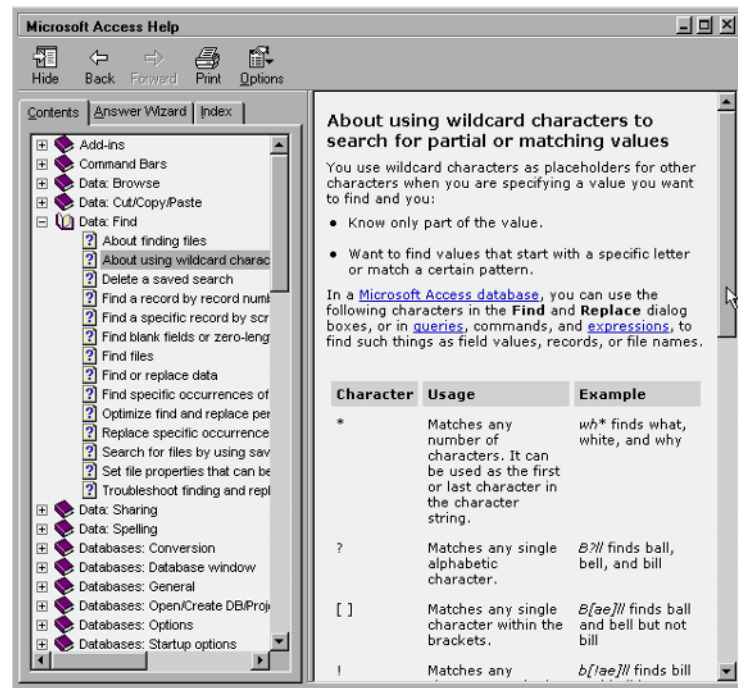 Microsoft Access Help
Hide Back Forward Print Options
Contents Answer Wizard Index
Add-ins
Command Bars
Data: Browse
Data: Cut/Copy/Paste
Data: Find
About finding files
About using wildcard charac
Delete a saved search
Find a record by record numb
Find a specific record by scr
Find blank fields or zero-leng
Find files
Find or replace data
Find specific occurrences of
Optimize find and replace per
Replace specific occurrence
Search for files by using sav
Set file properties that can be
Troubleshoot finding and repl
Data: Sharing
Data: Spelling
Databases: Conversion
Databases: Database window
Databases: General
Databases: Open/Create DB/Proj
Databases: Options
Databases: Startup options
About using wildcard characters to
search for partial or matching values
You use wildcard characters as placeholders for other
characters when you are specifying a value you want
to find and you:
• Know only part of the value.
• Want to find values that start with a specific letter
or match a certain pattern.
In a Microsoft Access database, you can use the
following characters in the Find and Replace dialog
boxes, or in queries, commands, and expressions, to
find such things as field values, records, or file names.
Character Usage Example
* Matches any wh* finds what,
number of white, and why
characters. It can
be used as the first
or last character in
the character
string.
? Matches any single B?ll finds ball,
alphabetic bell, and bill
character.
[ ] Matches any single B[ae]ll finds ball
character within the and bell but not
brackets. bill
! Matches any b[!ae]ll finds bill